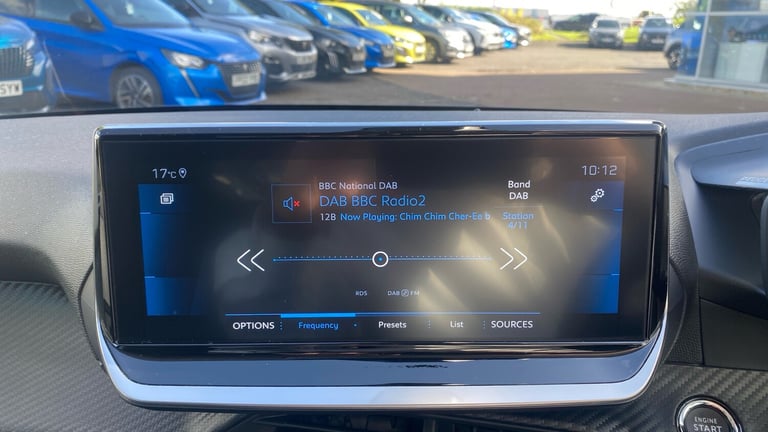 17°C
10:12
BBC National DAB
DAB BBC Radio2
12B Now Playing: Chim Chim Cher-Ee b
Band
DAB
Station
4/11
RDS
DAB FM
OPTIONS
Frequency
Presets
List
SOURCES
ENGINE
START